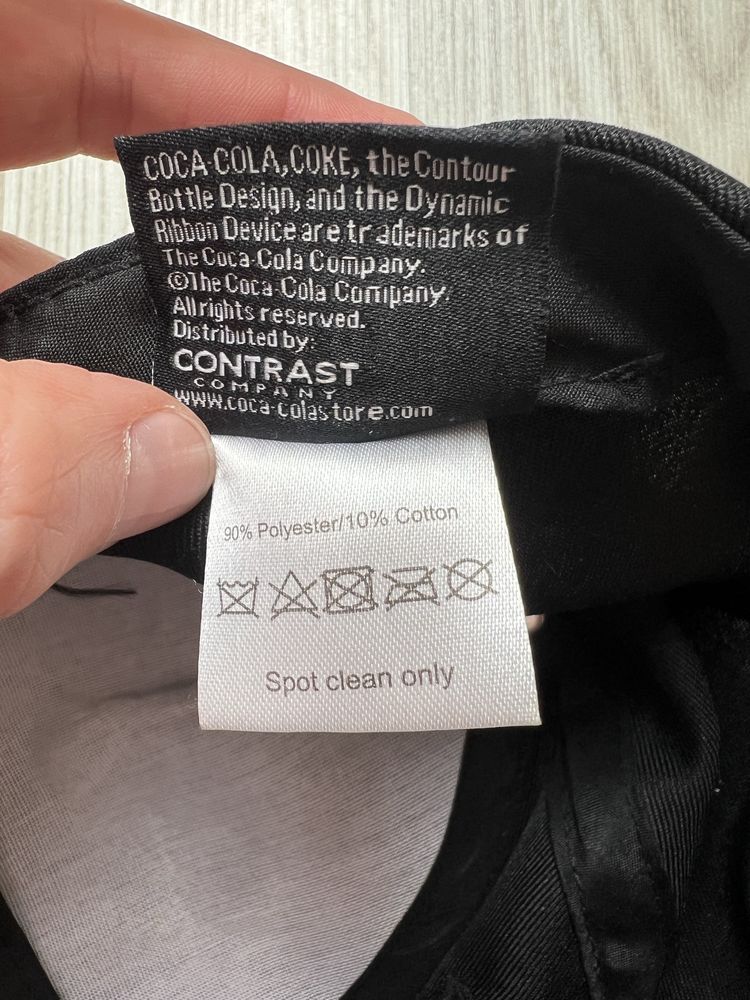 COCA-COLA, COKE, the Contour
Bottle Design, and the Dynamic
Ribbon Device are trademarks of
The Coca-Cola Company.
©The Coca-Cola Company.
All rights reserved.
Distributed by:
CONTRAST
COMPANY
www.coca-colastore.com
90% Polyester/10% Cotton
Spot clean only